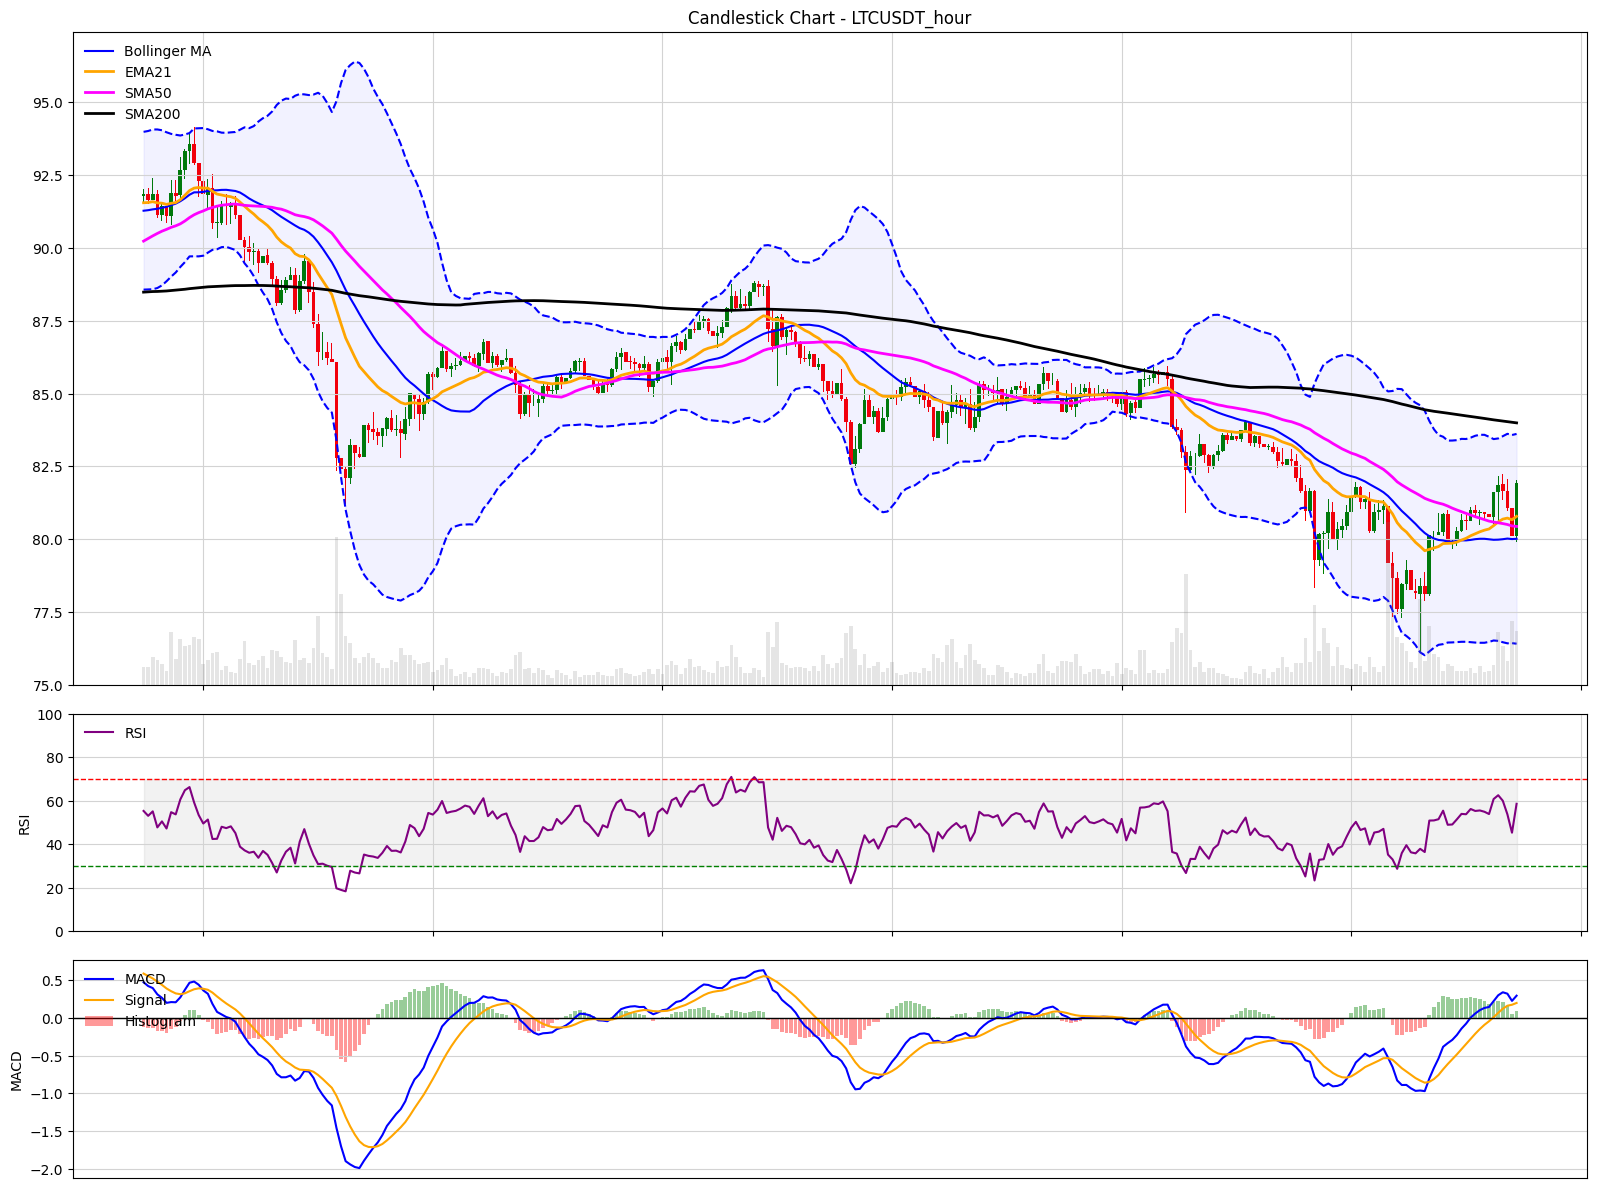 Candlestick Chart - LTCUSDT_hour
Bollinger MA
EMA21
SMA50
SMA200
95.0
92.5
90.0
87.5
85.0
82.5
80.0
77.5
75.0
RSI
100
80
60
40
20
0
RSI
MACD
Signal
Histogram
0.5
0.0
−0.5
−1.0
−1.5
−2.0
MACD